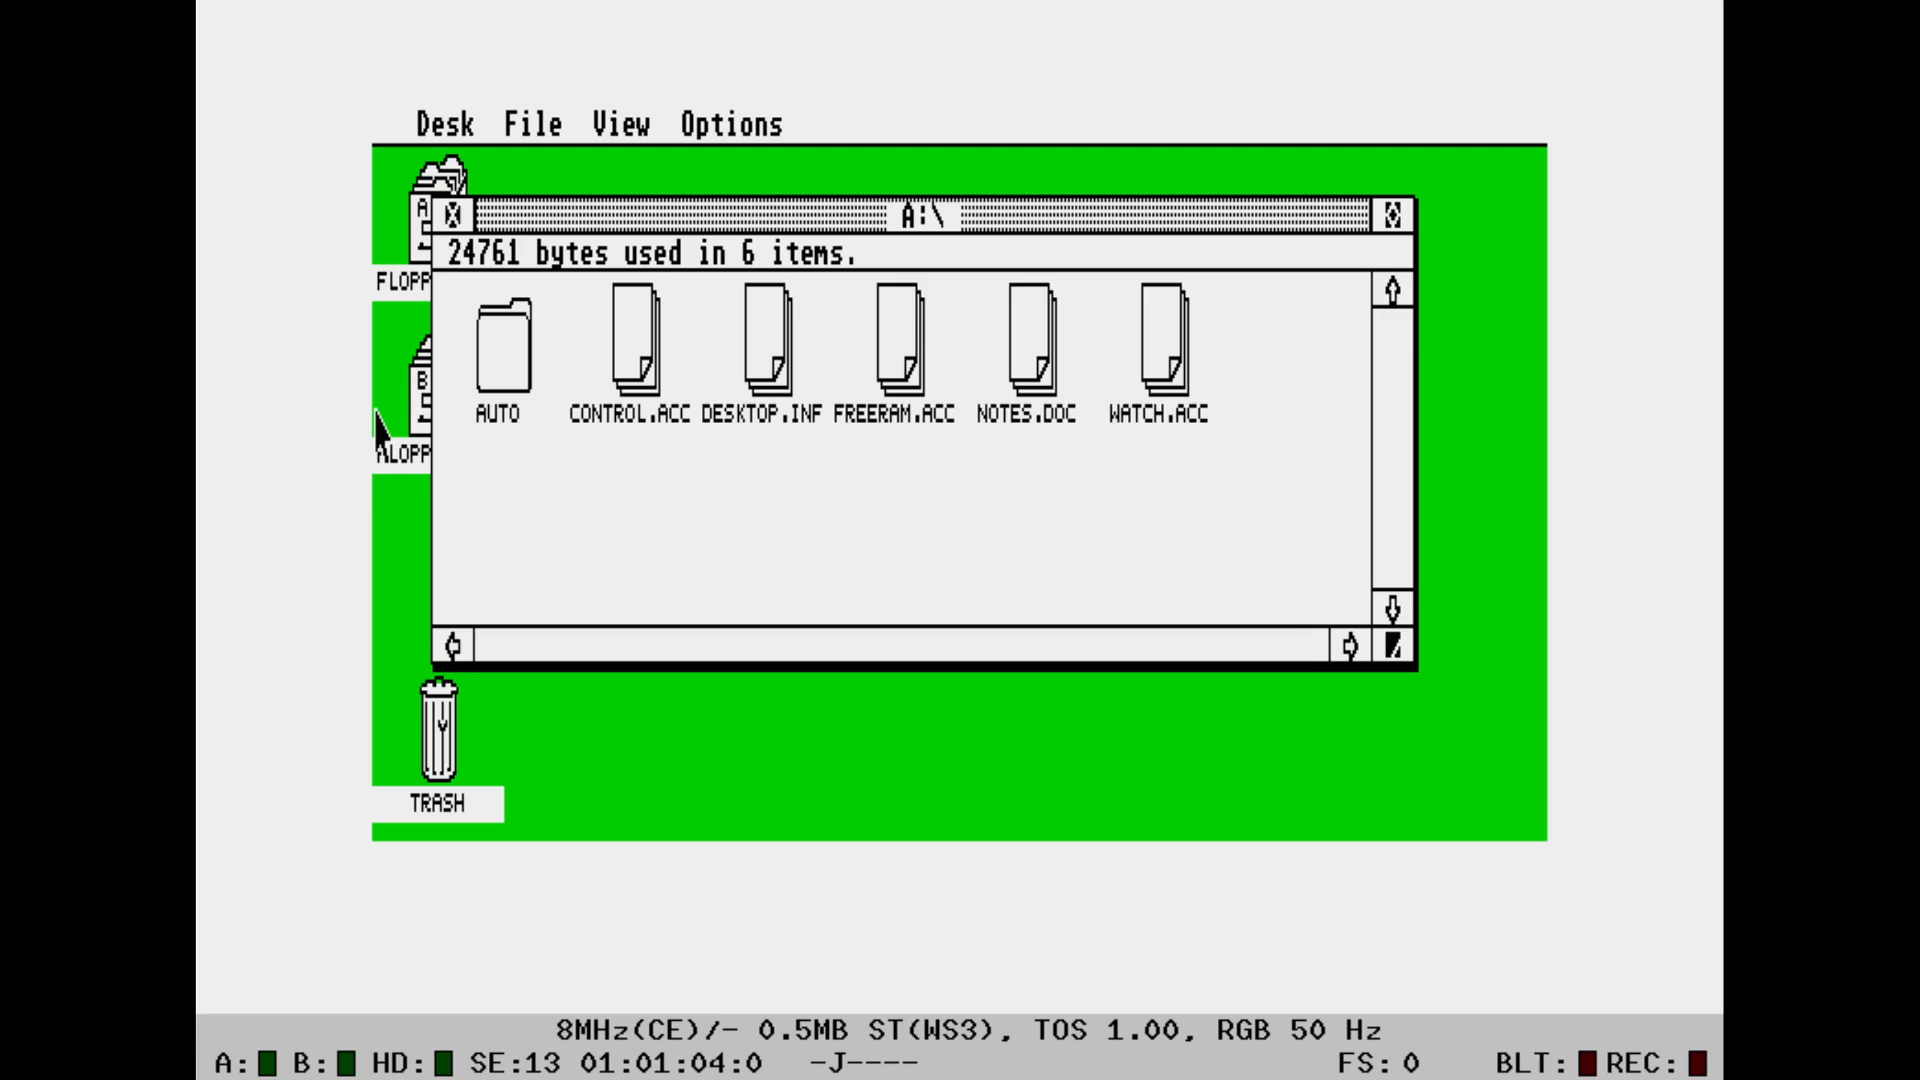 Desk File View Options
A:\
24761 bytes used in 6 items.
A
FLOPP
AUTO CONTROL.ACC DESKTOP.INF FREERAM.ACC NOTES.DOC WATCH.ACC
B
LOPP
TRASH
8MHz(CE)/- 0.5MB ST(WS3), TOS 1.00, RGB 50 Hz
A: B: HD: SE:13 01:01:04:0 -J---- FS: 0 BLT: REC: